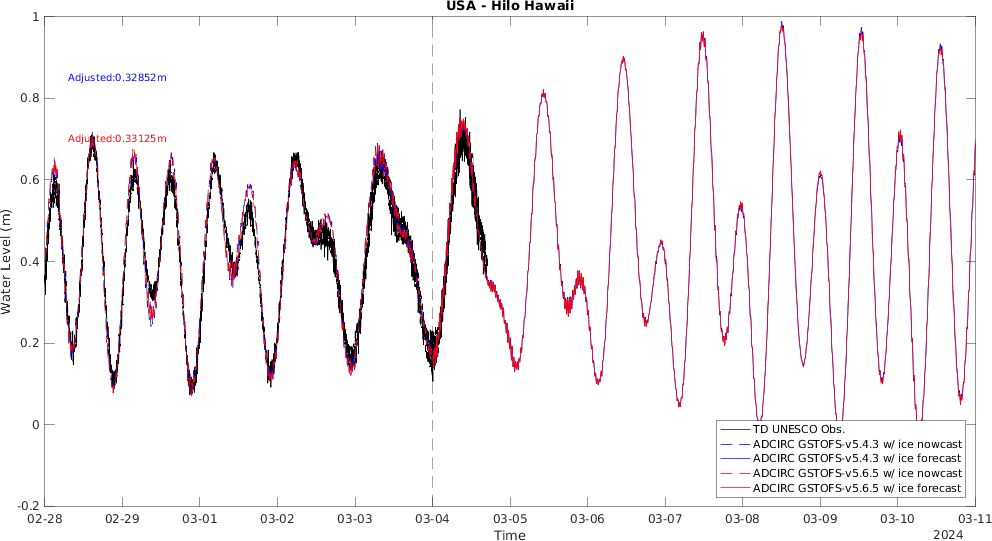 USA - Hilo Hawaii
1
Adjusted:0.32852m
0.8
Adjusted:0.33125m
0.6
Water Level (m)
0.4
0.2
0
TD UNESCO Obs.
ADCIRC GSTOFS-v5.4.3 w/ ice nowcast
ADCIRC GSTOFS-v5.4.3 w/ ice forecast
ADCIRC GSTOFS-v5.6.5 w/ ice nowcast
ADCIRC GSTOFS-v5.6.5 w/ ice forecast
-0.2
02-28 02-29 03-01 03-02 03-03 03-04 03-05 03-06 03-07 03-08 03-09 03-10 03-11
Time
2024